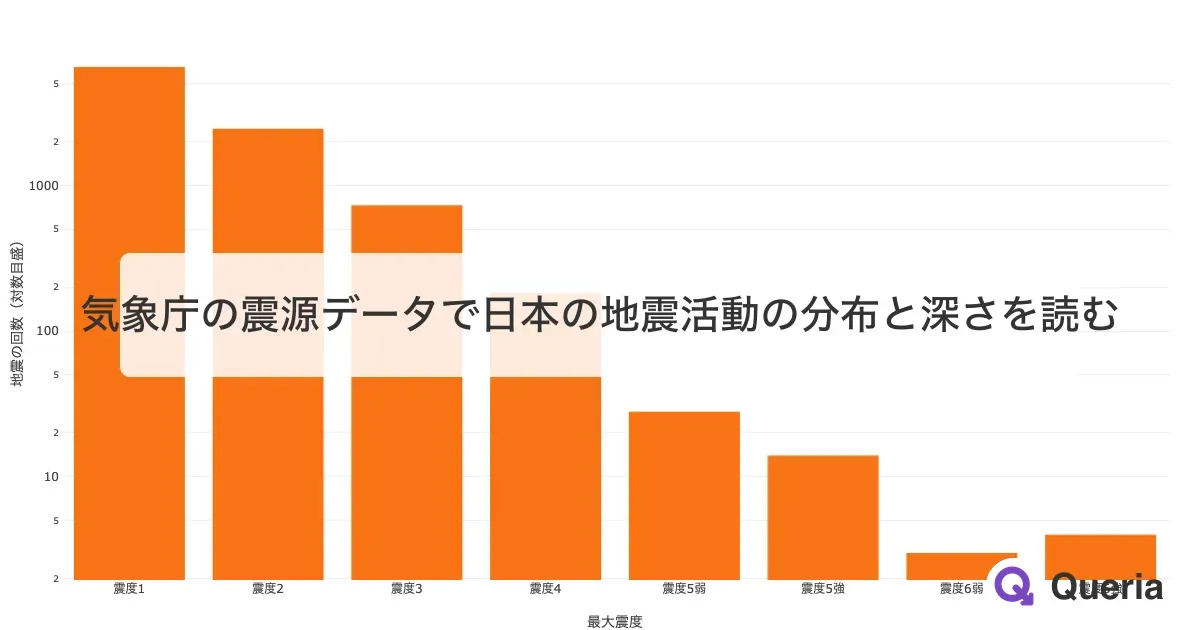 5
2
1000
5
2
100
5
2
10
5
2
地震の回数（対数目盛）
気象庁の震源データで日本の地震活動の分布と深さを読む
震度1
震度2
震度3
震度4
震度5弱
震度5強
震度6弱
Queria
最大震度